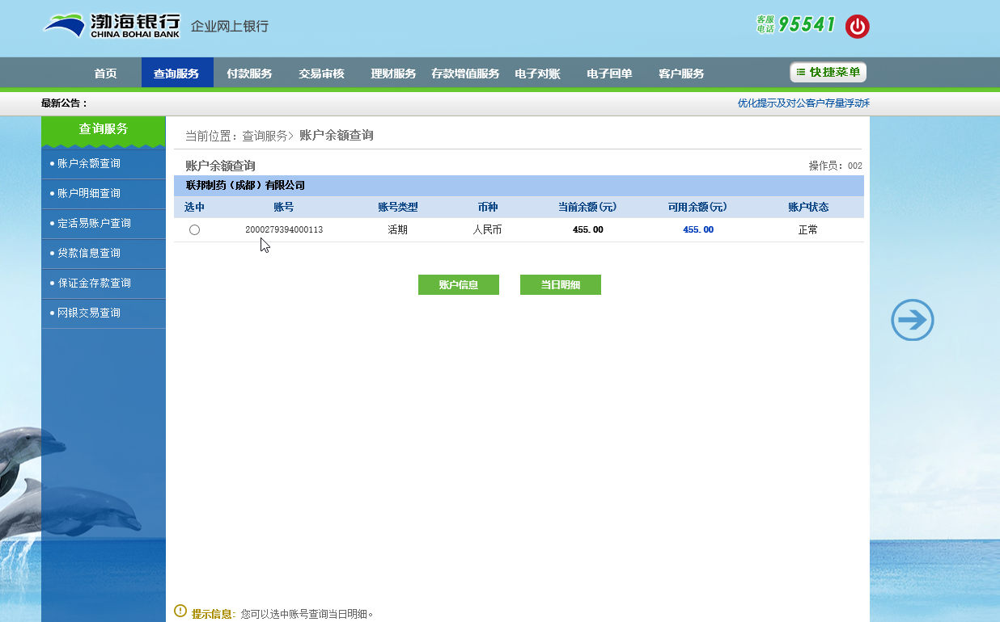 渤海银行 CHINA BOHAI BANK 企业网上银行
客服电话 95541
首页 查询服务 付款服务 交易审核 理财服务 存款增值服务 电子对账 电子回单 客户服务 快捷菜单
最新公告： 优化提示及对公客户存量浮动利
查询服务
账户余额查询
账户明细查询
定活易账户查询
贷款信息查询
保证金存款查询
网银交易查询
当前位置：查询服务> 账户余额查询
账户余额查询 操作员：002
联邦制药（成都）有限公司
选中 账号 账号类型 币种 当前余额(元) 可用余额(元) 账户状态
2000279394000113 活期 人民币 455.00 455.00 正常
账户信息 当日明细
提示信息：您可以选中账号查询当日明细。